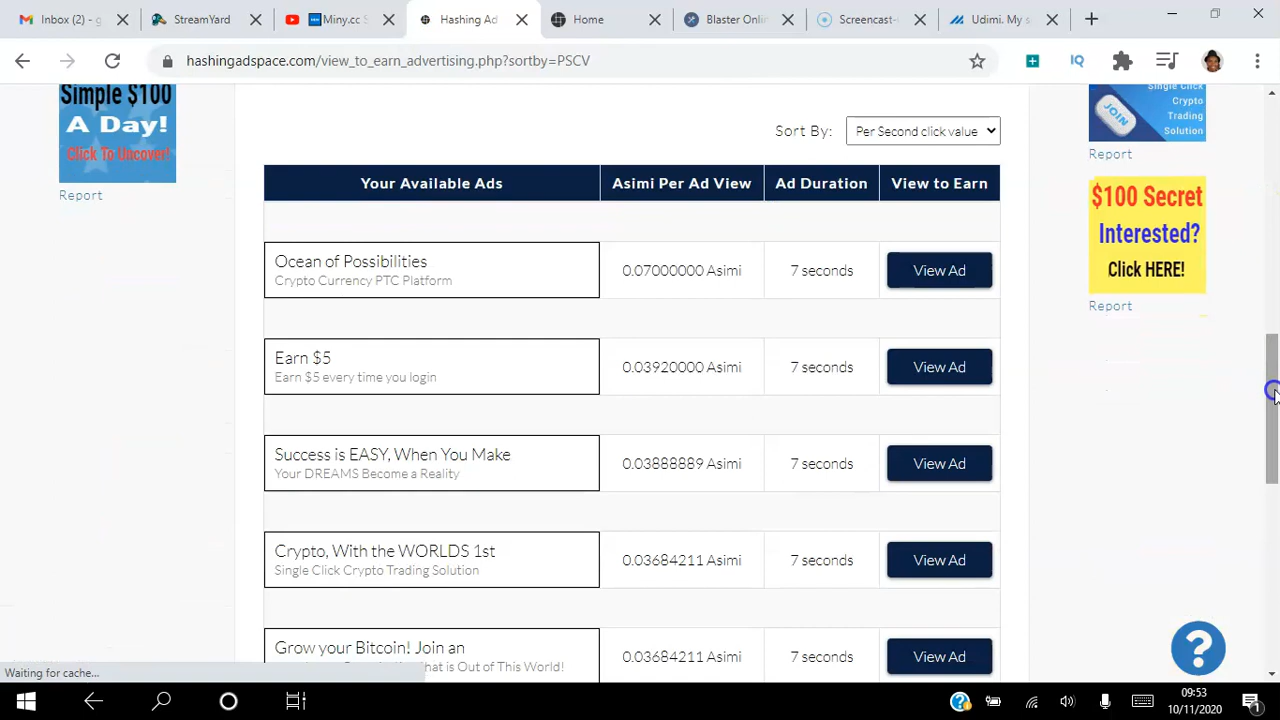 Inbox (2) - g
StreamYard
Miny.cc S
Hashing Ad
Home
Blaster Onli
Screencast-
Udimi. My s
hashingadspace.com/view_to_earn_advertising.php?sortby=PSCV
Simple $100
A Day!
Click To Uncover!
Report
Sort By: Per Second click value
Your Available Ads Asimi Per Ad View Ad Duration View to Earn
Ocean of Possibilities
Crypto Currency PTC Platform
0.07000000 Asimi 7 seconds View Ad
Earn $5
Earn $5 every time you login
0.03920000 Asimi 7 seconds View Ad
Success is EASY, When You Make
Your DREAMS Become a Reality
0.03888889 Asimi 7 seconds View Ad
Crypto, With the WORLDS 1st
Single Click Crypto Trading Solution
0.03684211 Asimi 7 seconds View Ad
Grow your Bitcoin! Join an
hat is Out of This World!
0.03684211 Asimi 7 seconds View Ad
Single Click
Crypto
Trading
Solution
JOIN
Report
$100 Secret
Interested?
Click HERE!
Report
?
Waiting for cache...
09:53
10/11/2020
1